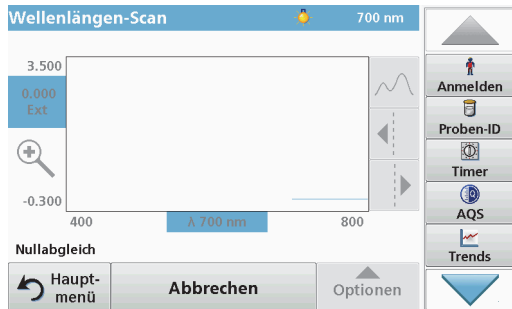 Wellenlängen-Scan
700 nm
3.500
0.000
Ext
-0.300
400
λ 700 nm
800
Nullabgleich
Haupt-
menü
Abbrechen
Optionen
Anmelden
Proben-ID
Timer
AQS
Trends